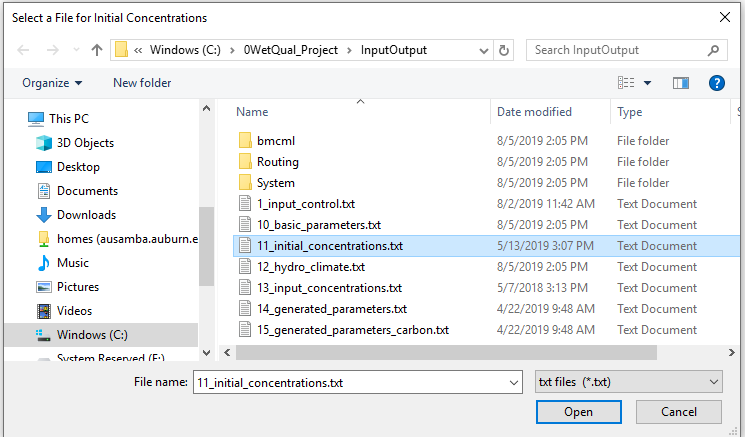 Select a File for Initial Concentrations
« Windows (C:) > 0WetQual_Project > InputOutput
Search InputOutput
Organize
New folder
This PC
3D Objects
Desktop
Documents
Downloads
homes (ausamba.auburn.e
Music
Pictures
Videos
Windows (C:)
System Reserved (F:)
Name Date modified Type S
bmcml 8/5/2019 2:05 PM File folder
Routing 8/5/2019 2:05 PM File folder
System 8/5/2019 2:05 PM File folder
1_input_control.txt 8/2/2019 11:42 AM Text Document
10_basic_parameters.txt 8/5/2019 2:05 PM Text Document
11_initial_concentrations.txt 5/13/2019 3:07 PM Text Document
12_hydro_climate.txt 8/5/2019 2:05 PM Text Document
13_input_concentrations.txt 5/7/2018 3:13 PM Text Document
14_generated_parameters.txt 4/22/2019 9:48 AM Text Document
15_generated_parameters_carbon.txt 4/22/2019 9:48 AM Text Document
File name: 11_initial_concentrations.txt
txt files (*.txt)
Open
Cancel